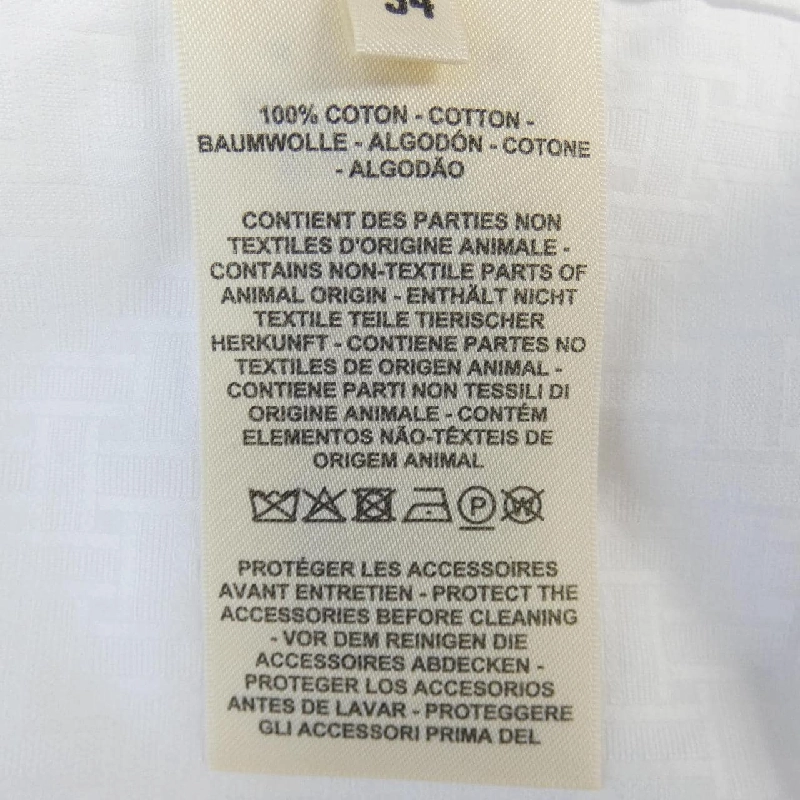 34
100% COTON - COTTON -
BAUMWOLLE - ALGODÓN - COTONE
- ALGODÃO
CONTIENT DES PARTIES NON
TEXTILES D'ORIGINE ANIMALE -
CONTAINS NON-TEXTILE PARTS OF
ANIMAL ORIGIN - ENTHÄLT NICHT
TEXTILE TEILE TIERISCHER
HERKUNFT - CONTIENE PARTES NO
TEXTILES DE ORIGEN ANIMAL -
CONTIENE PARTI NON TESSILI DI
ORIGINE ANIMALE - CONTÉM
ELEMENTOS NÃO-TÉXTEIS DE
ORIGEM ANIMAL
P W
PROTÉGER LES ACCESSOIRES
AVANT ENTRETIEN - PROTECT THE
ACCESSORIES BEFORE CLEANING
- VOR DEM REINIGEN DIE
ACCESSOIRES ABDECKEN -
PROTEGER LOS ACCESORIOS
ANTES DE LAVAR - PROTEGGERE
GLI ACCESSORI PRIMA DEL